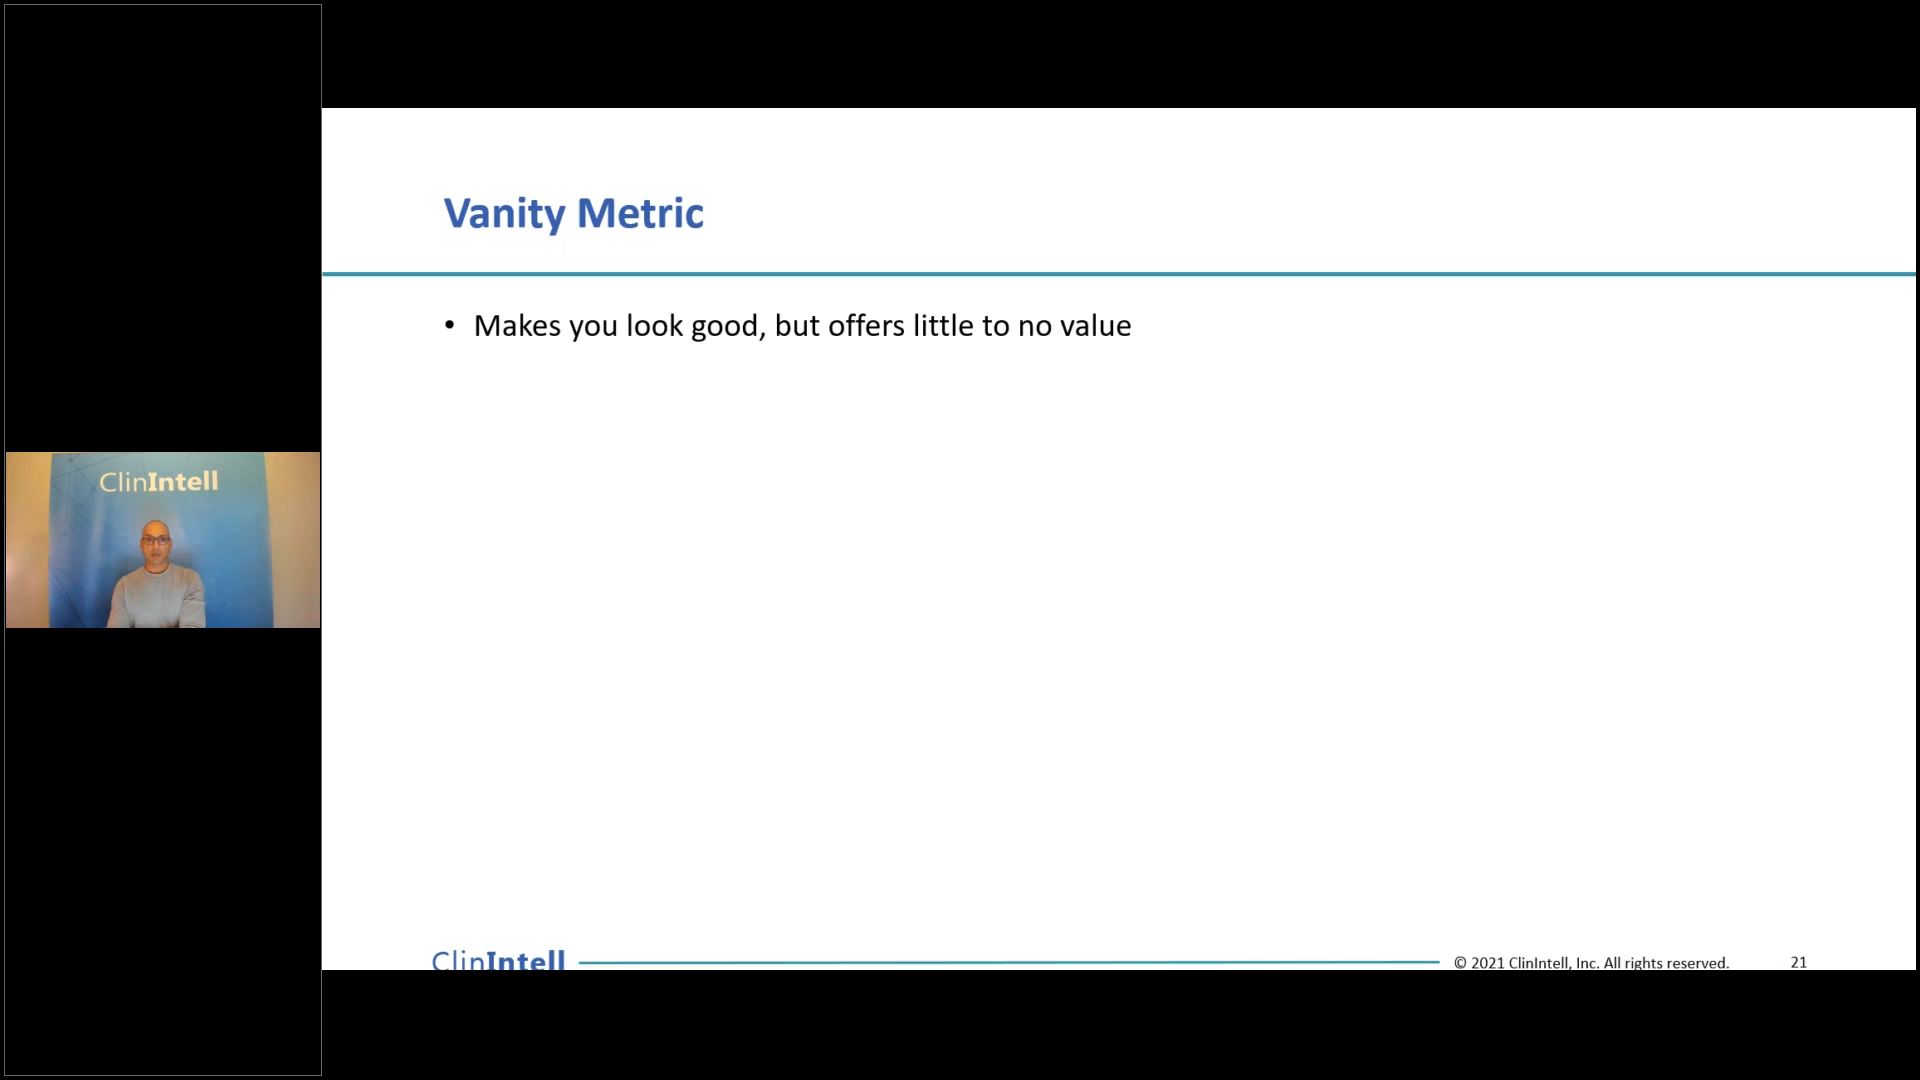 Vanity Metric
• Makes you look good, but offers little to no value
ClinIntell
ClinIntell
© 2021 ClinIntell, Inc. All rights reserved.
21